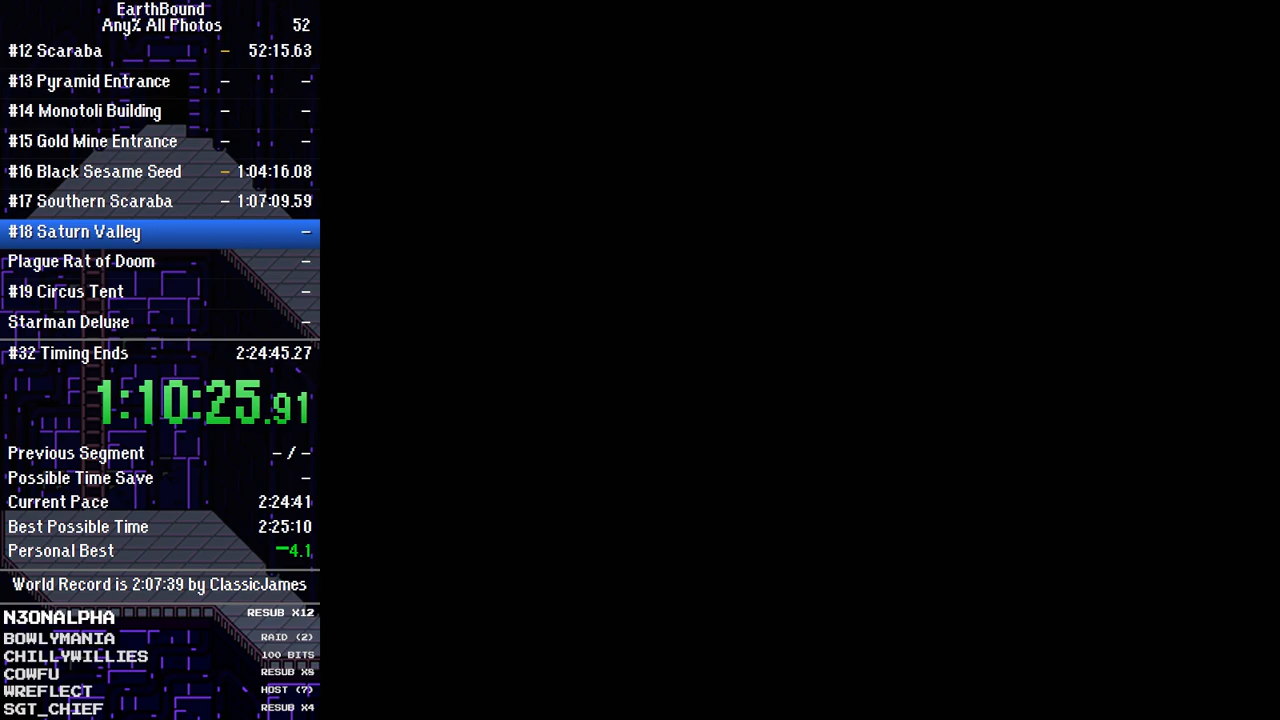 EarthBound
Any% All Photos 52
#12 Scaraba – 52:15.63
#13 Pyramid Entrance – –
#14 Monotoli Building – –
#15 Gold Mine Entrance – –
#16 Black Sesame Seed – 1:04:16.08
#17 Southern Scaraba – 1:07:09.59
#18 Saturn Valley –
Plague Rat of Doom –
#19 Circus Tent –
Starman Deluxe –
#32 Timing Ends 2:24:45.27
1:10:25.91
Previous Segment – / –
Possible Time Save –
Current Pace 2:24:41
Best Possible Time 2:25:10
Personal Best –4.1
World Record is 2:07:39 by ClassicJames
N30NALPHA RESUB X12
BOWLYMANIA RAID (2)
CHILLYWILLIES 100 BITS
COWFU RESUB X8
WREFLECT HOST (7)
SGT_CHIEF RESUB X4